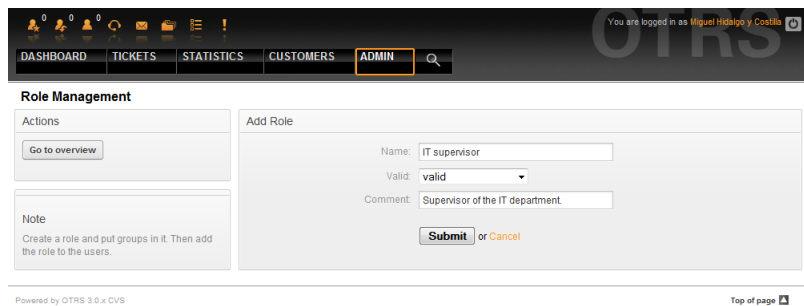 0 0 0
You are logged in as Miguel Hidalgo y Costilla
OTRS
DASHBOARD TICKETS STATISTICS CUSTOMERS ADMIN
Role Management
Actions
Go to overview
Note
Create a role and put groups in it. Then add
the role to the users.
Add Role
Name: IT supervisor
Valid: valid
Comment: Supervisor of the IT department.
Submit or Cancel
Powered by OTRS 3.0.x CVS
Top of page